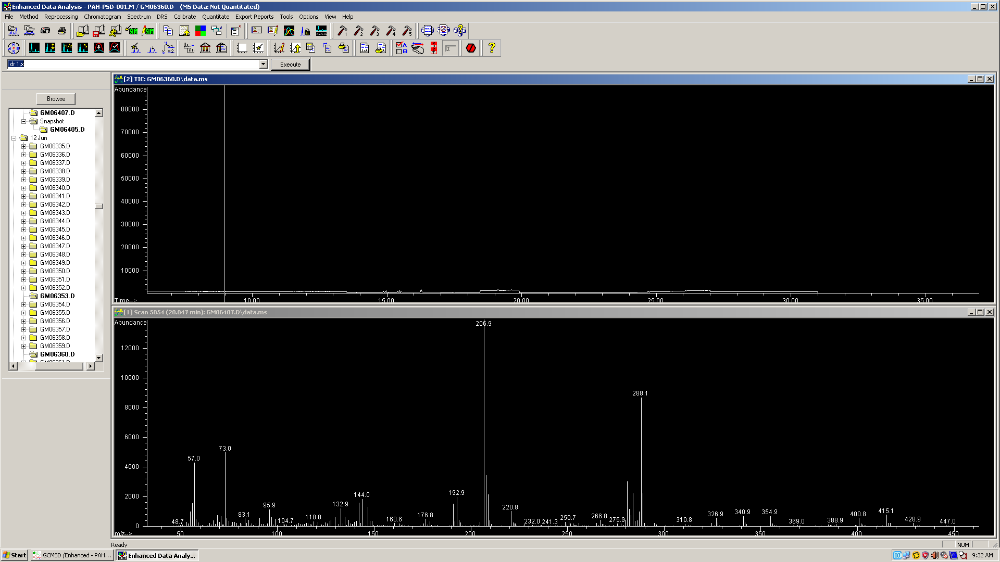 Enhanced Data Analysis - PAH-PSD-001.M / GM06360.D (MS Data: Not Quantitated)
File Method Reprocessing Chromatogram Spectrum DRS Calibrate Quantitate Export Reports Tools Options View Help
dr 1,x
Execute
Browse
GM06407.D
Snapshot
GM06405.D
12 Jun
GM06335.D
GM06336.D
GM06337.D
GM06338.D
GM06339.D
GM06340.D
GM06341.D
GM06342.D
GM06343.D
GM06344.D
GM06345.D
GM06346.D
GM06347.D
GM06348.D
GM06349.D
GM06350.D
GM06351.D
GM06352.D
GM06353.D
GM06354.D
GM06355.D
GM06356.D
GM06357.D
GM06358.D
GM06359.D
GM06360.D
GM06361.D
[2] TIC: GM06360.D\data.ms
Abundance
80000
70000
60000
50000
40000
30000
20000
10000
Time--> 10.00 15.00 20.00 25.00 30.00 35.00
[1] Scan 5854 (20.847 min): GM06407.D\data.ms
Abundance
206.9
12000
10000
288.1
8000
6000
73.0
57.0
4000
144.0
192.9
2000
132.9
95.9
220.8
415.1
340.9
354.9
326.9
400.8
83.1
176.8
266.8
118.8
250.7
160.6
275.9
428.9
48.7
104.7
232.0
241.3
310.8
369.0
388.9
447.0
0
m/z--> 50 100 150 200 250 300 350 400 450
Ready
NUM
Start
GCMSD /Enhanced - PAH...
Enhanced Data Analy...
9:32 AM